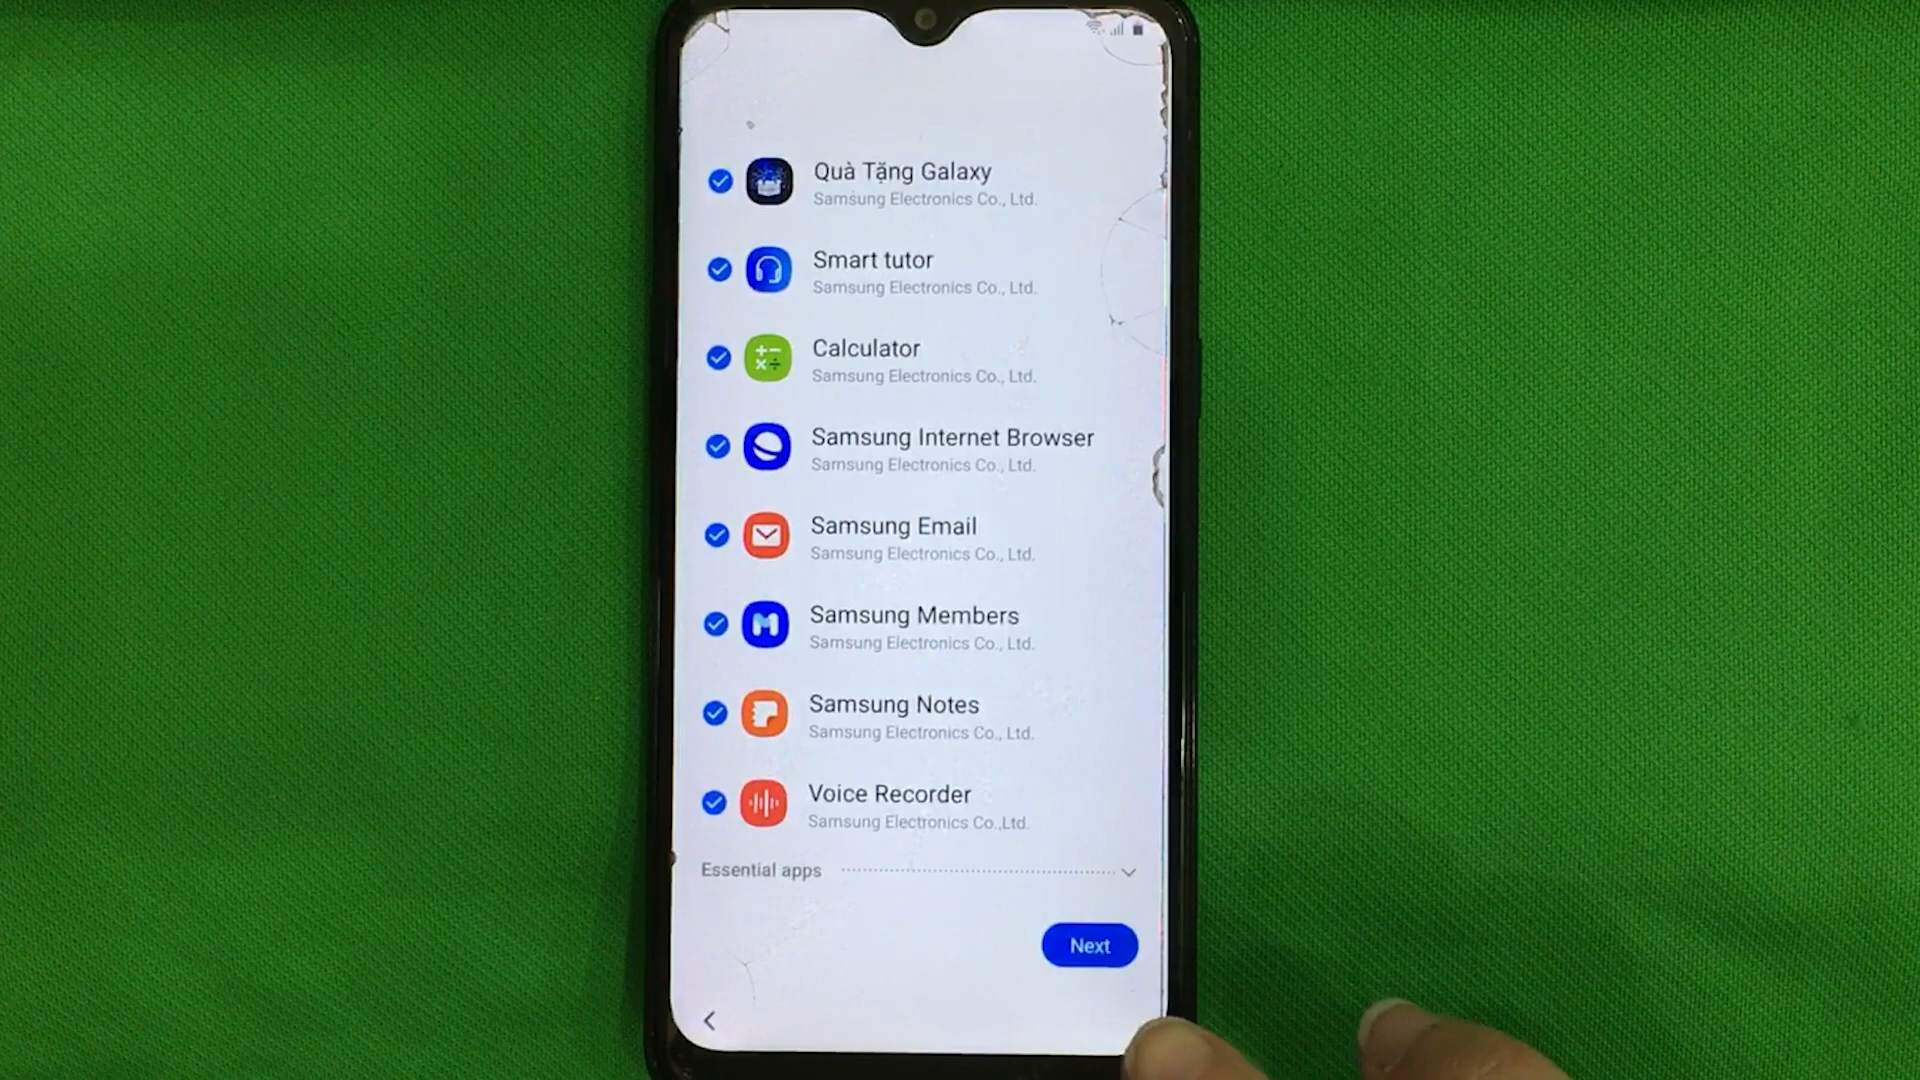 Quà Tặng Galaxy
Samsung Electronics Co., Ltd.
Smart tutor
Samsung Electronics Co., Ltd.
Calculator
Samsung Electronics Co., Ltd.
Samsung Internet Browser
Samsung Electronics Co., Ltd.
Samsung Email
Samsung Electronics Co., Ltd.
Samsung Members
Samsung Electronics Co., Ltd.
Samsung Notes
Samsung Electronics Co., Ltd.
Voice Recorder
Samsung Electronics Co.,Ltd.
Essential apps
Next